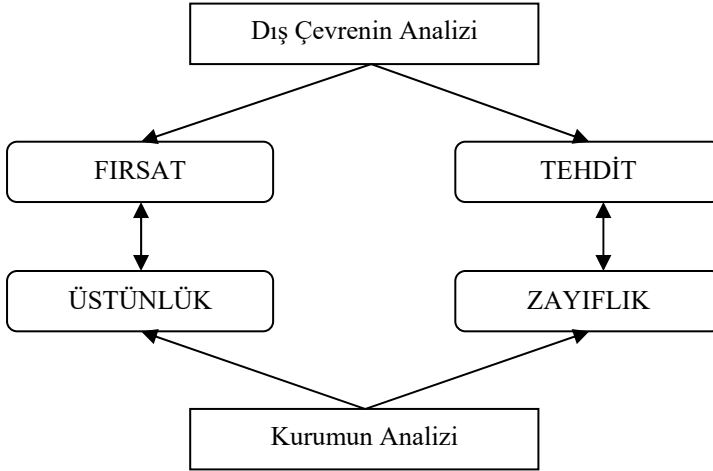 Dış Çevrenin Analizi
FIRSAT
TEHDİT
ÜSTÜNLÜK
ZAYIFLIK
Kurumun Analizi